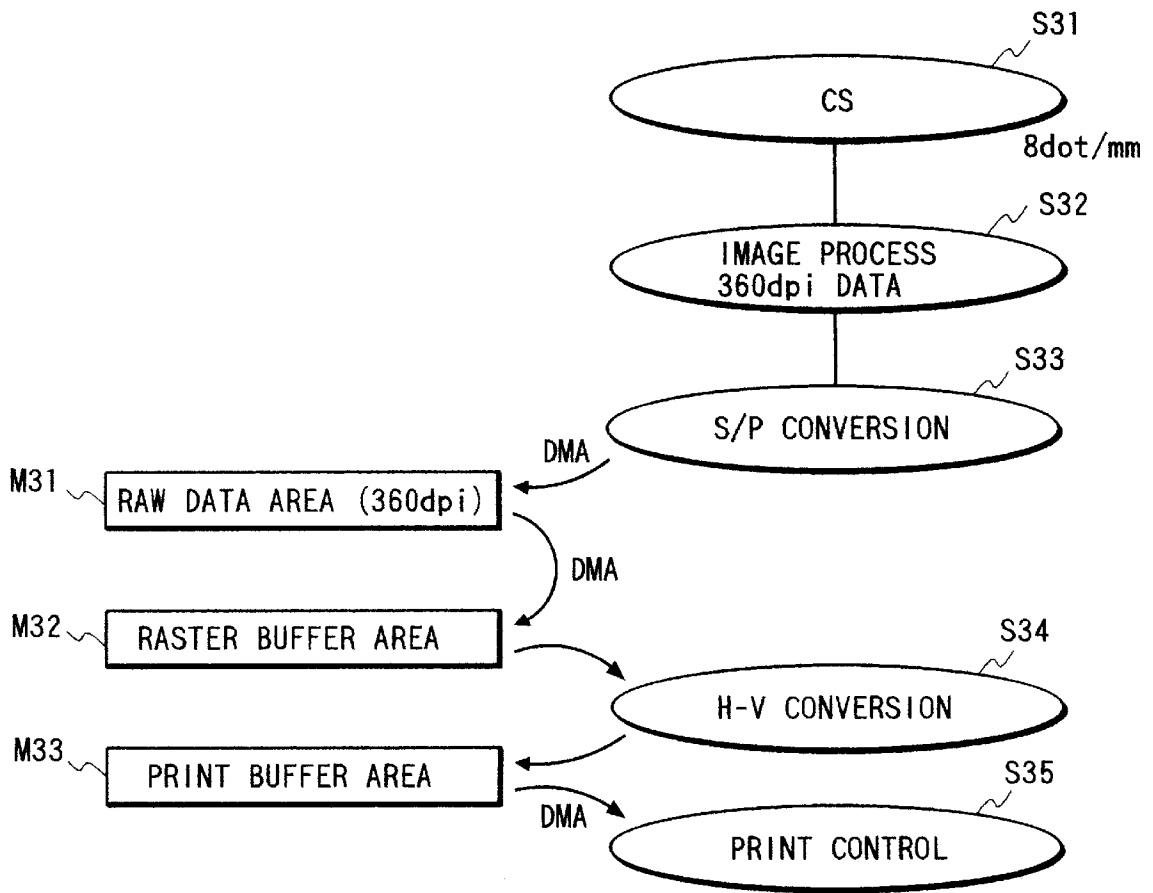 S31
CS
8dot/mm
S32
IMAGE PROCESS
360dpi DATA
S33
S/P CONVERSION
DMA
M31
RAW DATA AREA (360dpi)
DMA
M32
RASTER BUFFER AREA
S34
H-V CONVERSION
M33
PRINT BUFFER AREA
DMA
S35
PRINT CONTROL